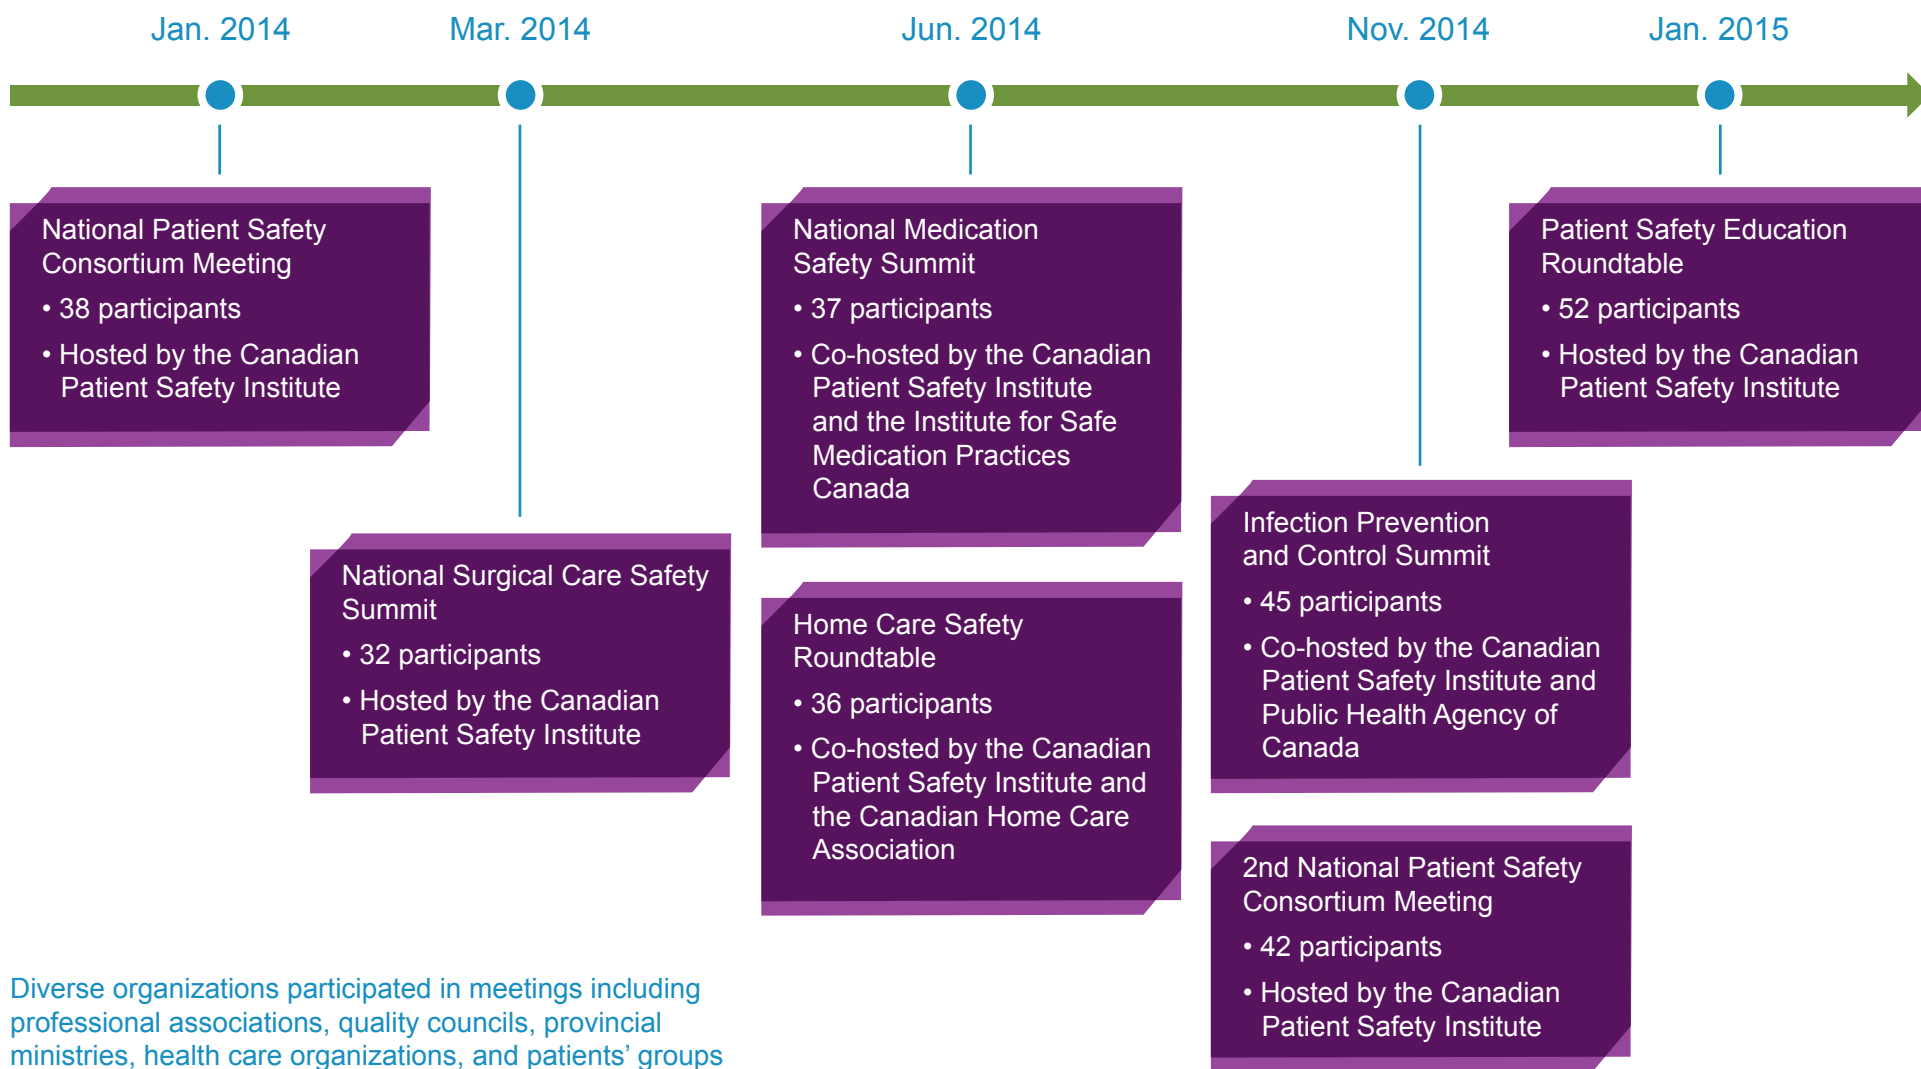 Jan. 2014
Mar. 2014
Jun. 2014
Nov. 2014
Jan. 2015
National Patient Safety
Consortium Meeting
• 38 participants
• Hosted by the Canadian
Patient Safety Institute
National Surgical Care Safety
Summit
• 32 participants
• Hosted by the Canadian
Patient Safety Institute
National Medication
Safety Summit
• 37 participants
• Co-hosted by the Canadian
Patient Safety Institute
and the Institute for Safe
Medication Practices
Canada
Home Care Safety
Roundtable
• 36 participants
• Co-hosted by the Canadian
Patient Safety Institute and
the Canadian Home Care
Association
Infection Prevention
and Control Summit
• 45 participants
• Co-hosted by the Canadian
Patient Safety Institute and
Public Health Agency of
Canada
2nd National Patient Safety
Consortium Meeting
• 42 participants
• Hosted by the Canadian
Patient Safety Institute
Patient Safety Education
Roundtable
• 52 participants
• Hosted by the Canadian
Patient Safety Institute
Diverse organizations participated in meetings including
professional associations, quality councils, provincial
ministries, health care organizations, and patients’ groups